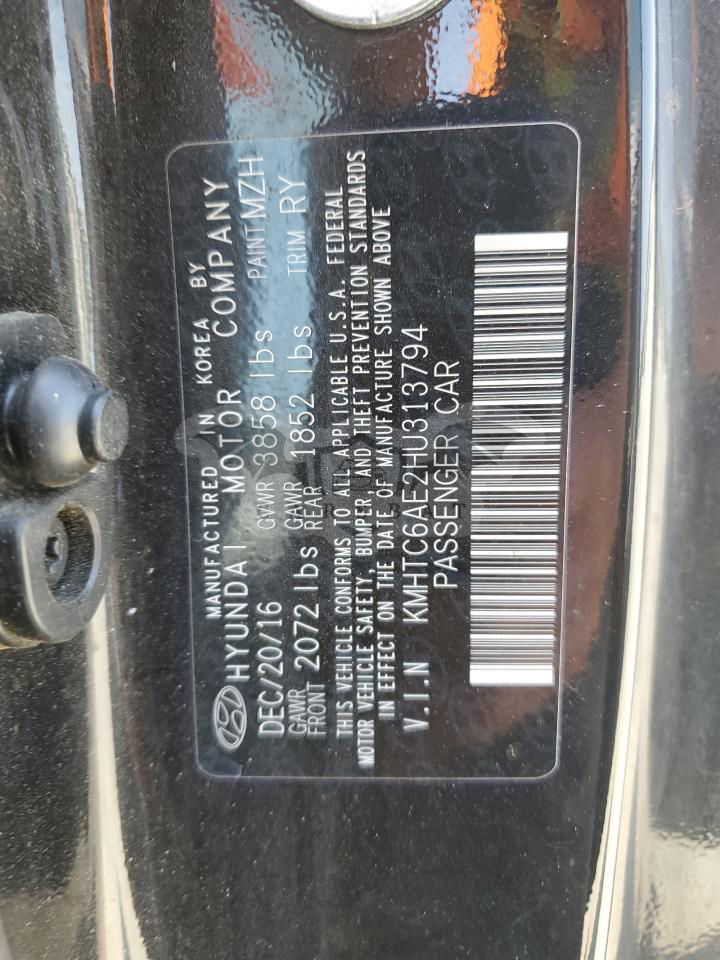 MANUFACTURED IN KOREA BY
HYUNDAI MOTOR COMPANY
DEC/20/16 GVWR 3858 lbs PAINT MZH
GAWR FRONT 2072 lbs GAWR REAR 1852 lbs TRIM RY
THIS VEHICLE CONFORMS TO ALL APPLICABLE U.S.A. FEDERAL
MOTOR VEHICLE SAFETY, BUMPER, AND THEFT PREVENTION STANDARDS
IN EFFECT ON THE DATE OF MANUFACTURE SHOWN ABOVE
V.I.N KMHTC6AE2HU313794
PASSENGER CAR